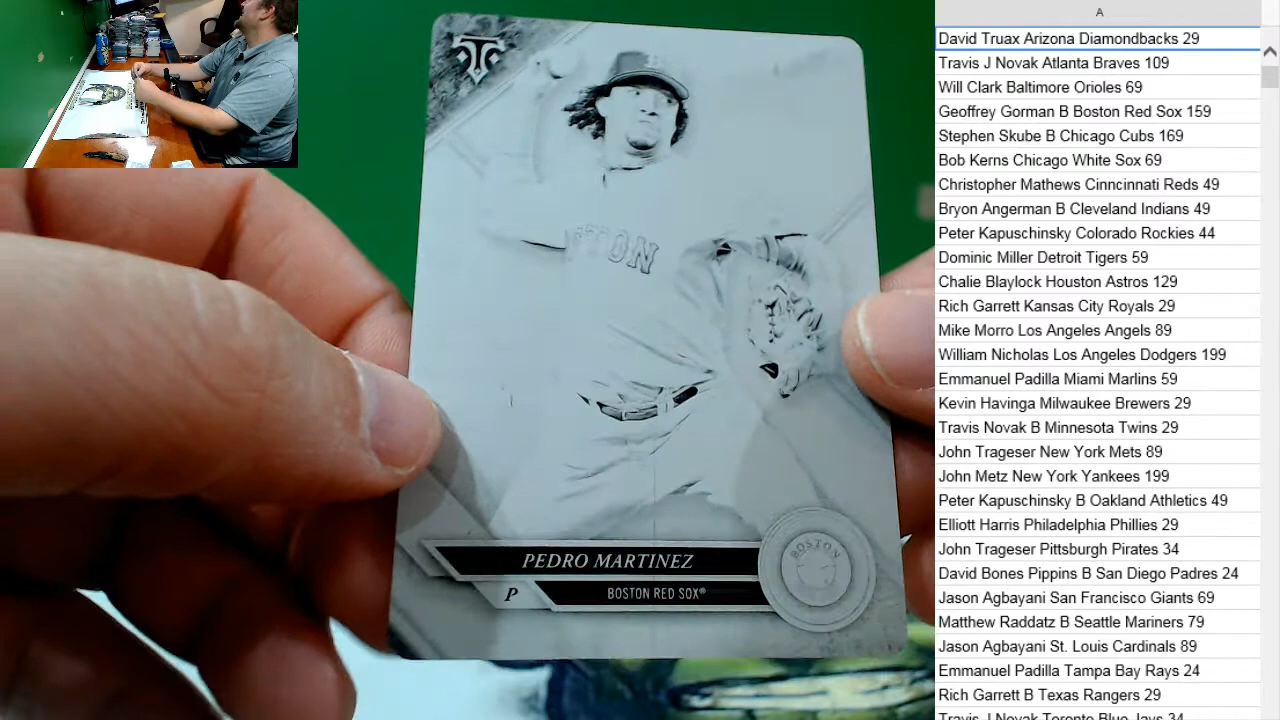 TON
PEDRO MARTINEZ
P
BOSTON RED SOX®
BOSTON
A
David Truax Arizona Diamondbacks 29
Travis J Novak Atlanta Braves 109
Will Clark Baltimore Orioles 69
Geoffrey Gorman B Boston Red Sox 159
Stephen Skube B Chicago Cubs 169
Bob Kerns Chicago White Sox 69
Christopher Mathews Cinncinnati Reds 49
Bryon Angerman B Cleveland Indians 49
Peter Kapuschinsky Colorado Rockies 44
Dominic Miller Detroit Tigers 59
Chalie Blaylock Houston Astros 129
Rich Garrett Kansas City Royals 29
Mike Morro Los Angeles Angels 89
William Nicholas Los Angeles Dodgers 199
Emmanuel Padilla Miami Marlins 59
Kevin Havinga Milwaukee Brewers 29
Travis Novak B Minnesota Twins 29
John Trageser New York Mets 89
John Metz New York Yankees 199
Peter Kapuschinsky B Oakland Athletics 49
Elliott Harris Philadelphia Phillies 29
John Trageser Pittsburgh Pirates 34
David Bones Pippins B San Diego Padres 24
Jason Agbayani San Francisco Giants 69
Matthew Raddatz B Seattle Mariners 79
Jason Agbayani St. Louis Cardinals 89
Emmanuel Padilla Tampa Bay Rays 24
Rich Garrett B Texas Rangers 29
Travis J Novak Toronto Blue Jays 34